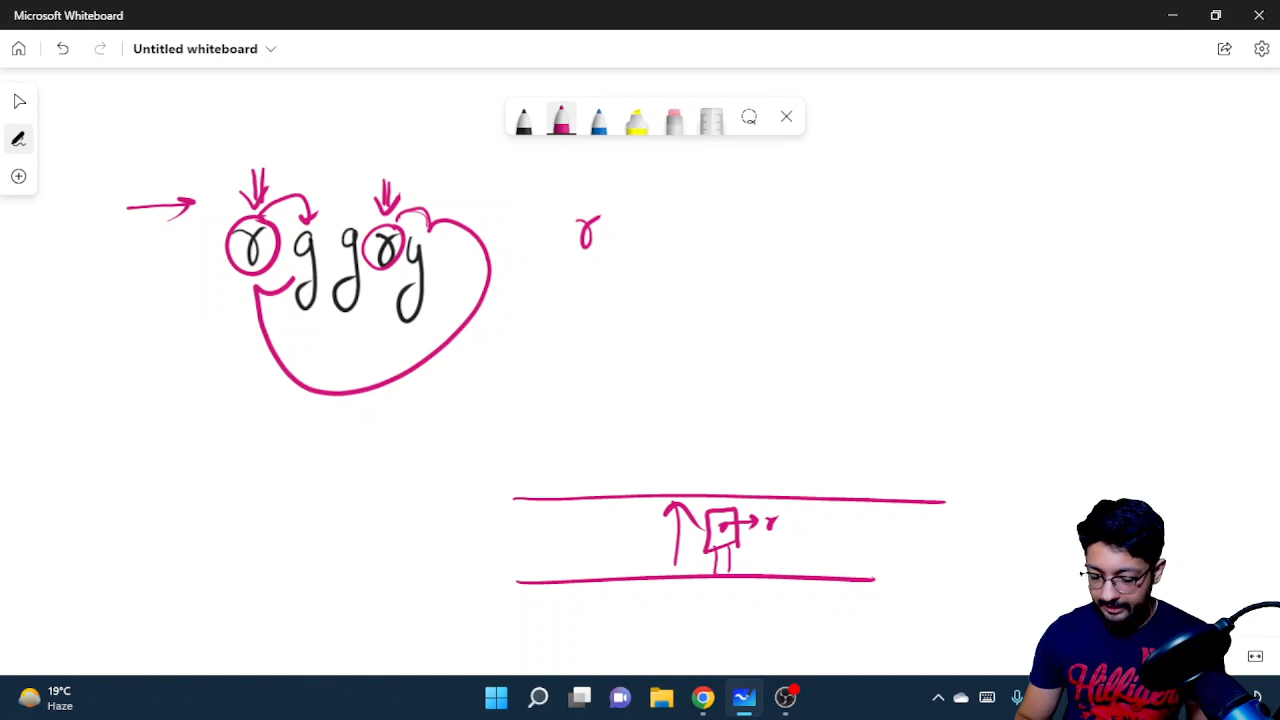 Microsoft Whiteboard
Untitled whiteboard
r g g r y
r
r
19°C
Haze